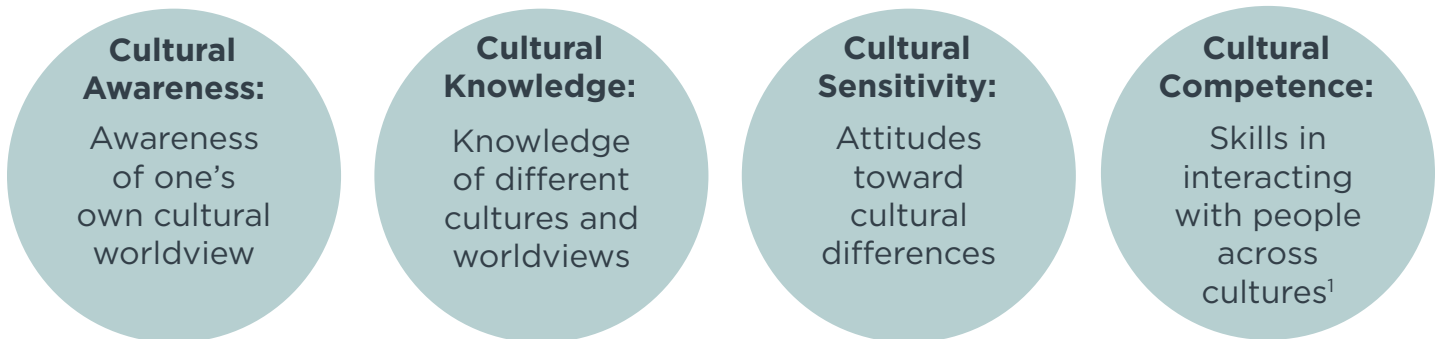 Cultural
Awareness:
Awareness
of one’s
own cultural
worldview
Cultural
Knowledge:
Knowledge
of different
cultures and
worldviews
Cultural
Sensitivity:
Attitudes
toward
cultural
differences
Cultural
Competence:
Skills in
interacting
with people
across
cultures¹